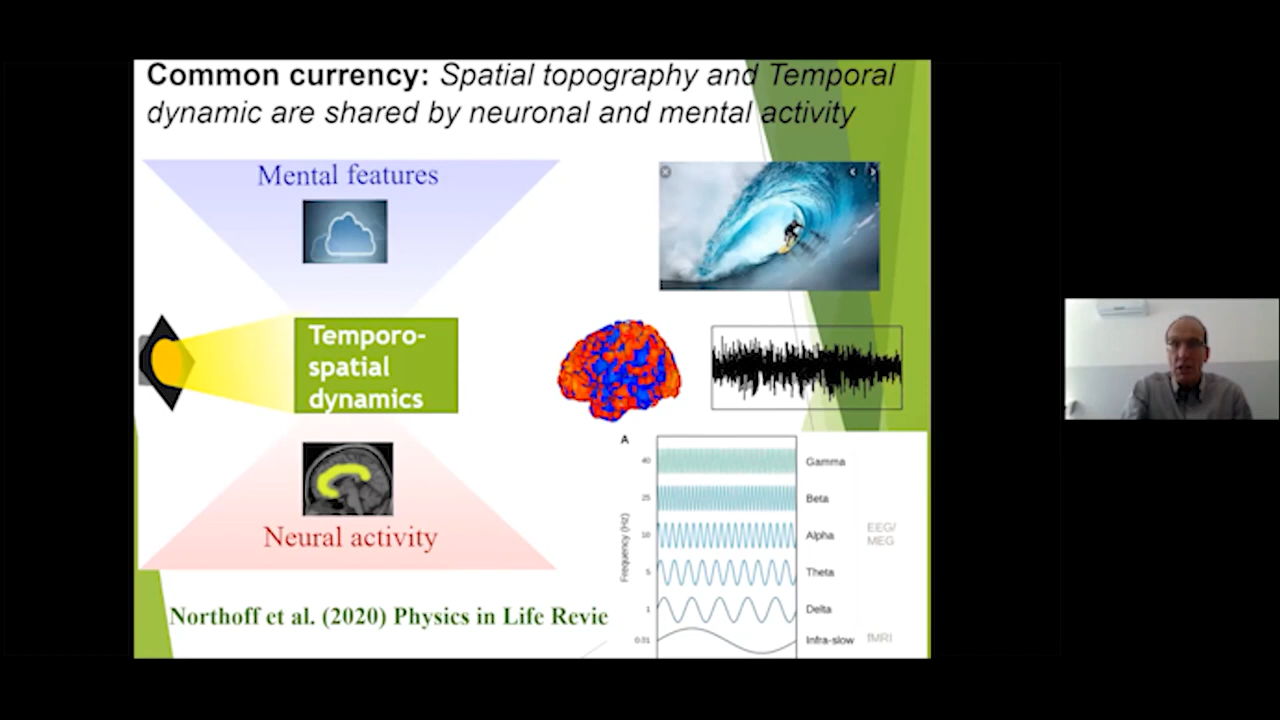 Common currency: Spatial topography and Temporal
dynamic are shared by neuronal and mental activity
Mental features
Temporo-
spatial
dynamics
Neural activity
Northoff et al. (2020) Physics in Life Revie
A
Frequency (Hz)
40
Gamma
25
Beta
10
Alpha
EEG/
MEG
5
Theta
1
Delta
0.01
Infra-slow
fMRI